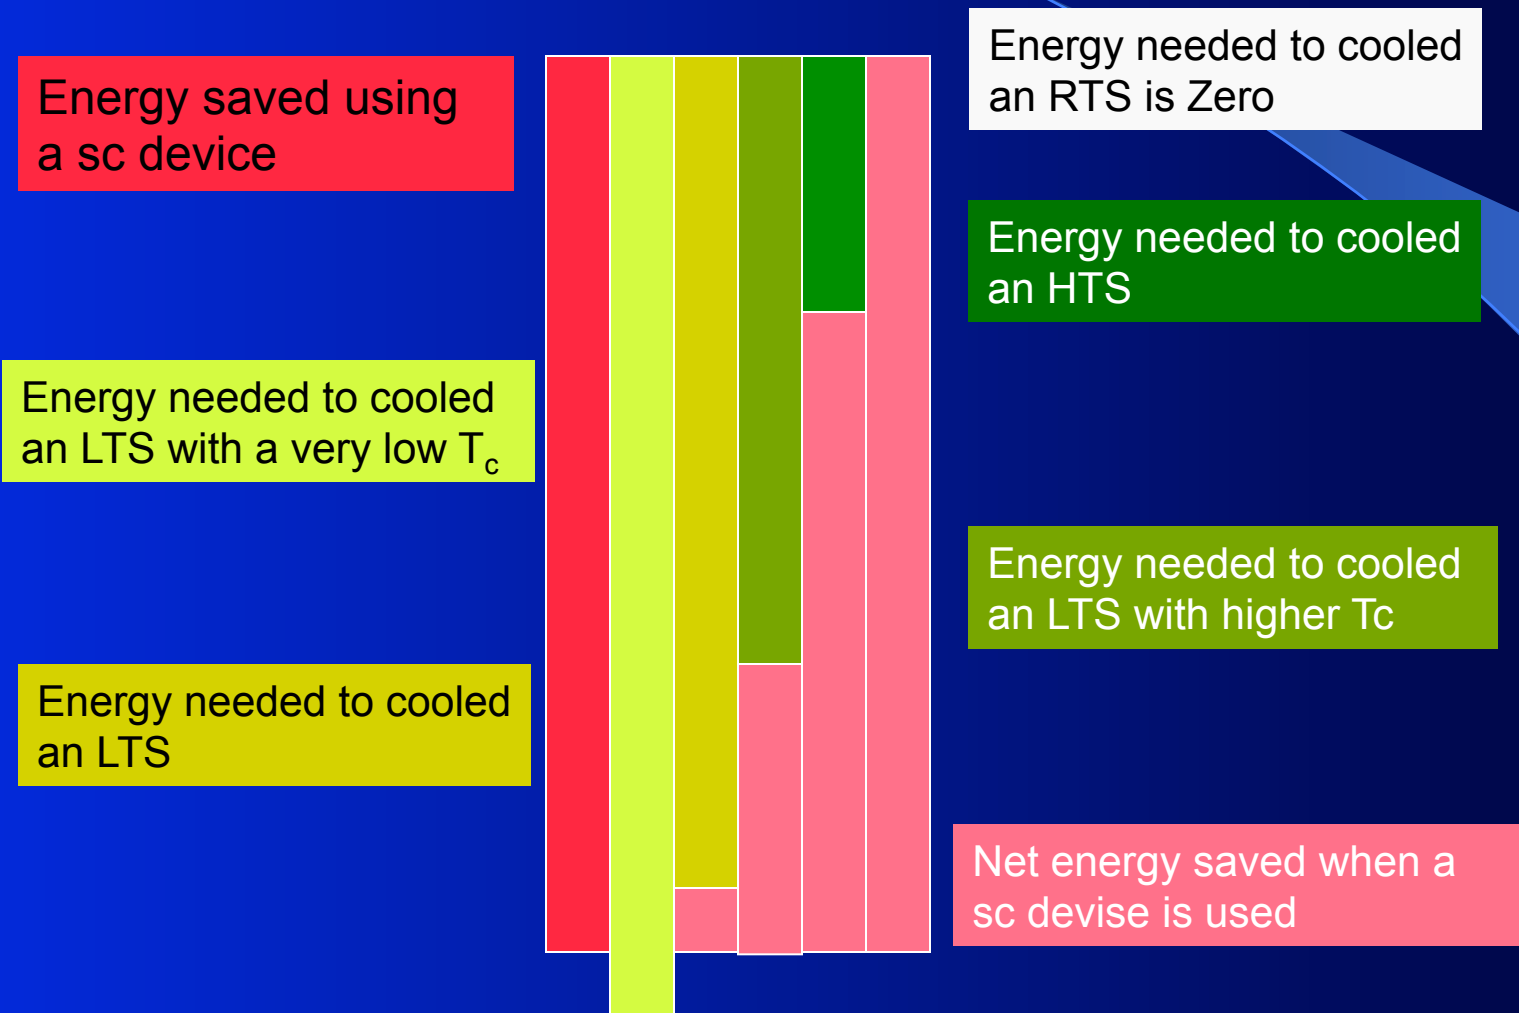 Energy saved using
a sc device
Energy needed to cooled
an LTS with a very low Tc
Energy needed to cooled
an LTS
Energy needed to cooled
an RTS is Zero
Energy needed to cooled
an HTS
Energy needed to cooled
an LTS with higher Tc
Net energy saved when a
sc devise is used